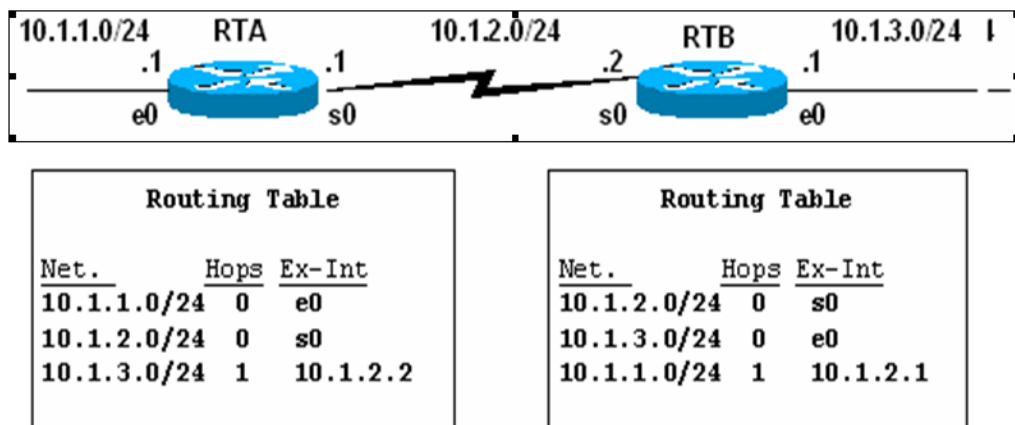 10.1.1.0/24 RTA 10.1.2.0/24 RTB 10.1.3.0/24
.1 .1 .2 .1
e0 s0 s0 e0
Routing Table
Net. Hops Ex-Int
10.1.1.0/24 0 e0
10.1.2.0/24 0 s0
10.1.3.0/24 1 10.1.2.2
Routing Table
Net. Hops Ex-Int
10.1.2.0/24 0 s0
10.1.3.0/24 0 e0
10.1.1.0/24 1 10.1.2.1